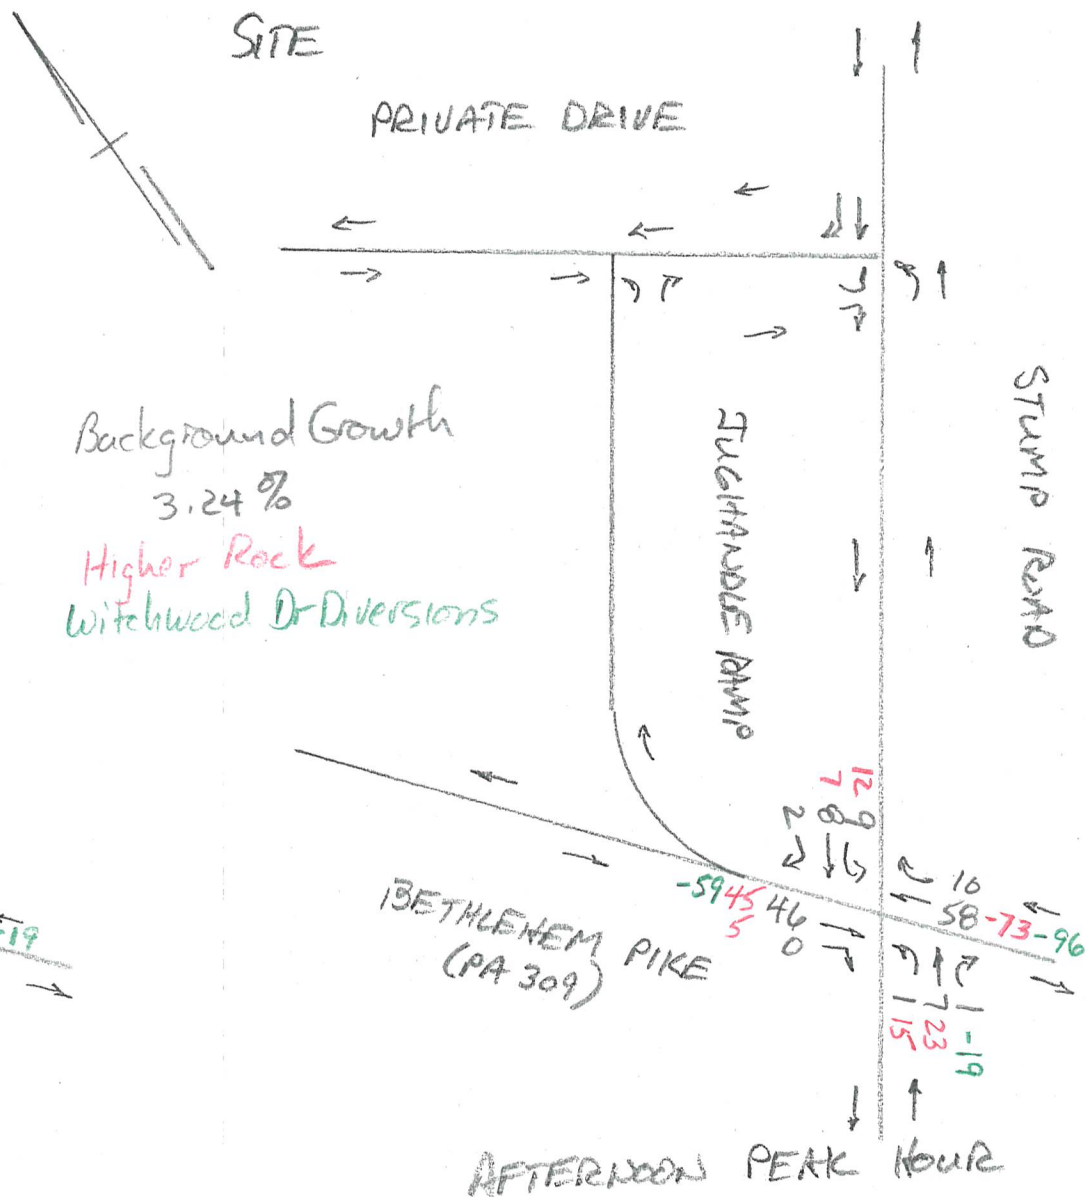 SITE
PRIVATE DRIVE
Background Growth
3.24%
Higher Rock
Witchwood Dr Diversions
JUGHANDLE RAMP
STUMP ROAD
7 12
2 8 9
10
-59 45 46
58 -73 -96
5 0
BETHLEHEM PIKE
(PA 309)
-19
1 7 1
15 23 -19
AFTERNOON PEAK HOUR